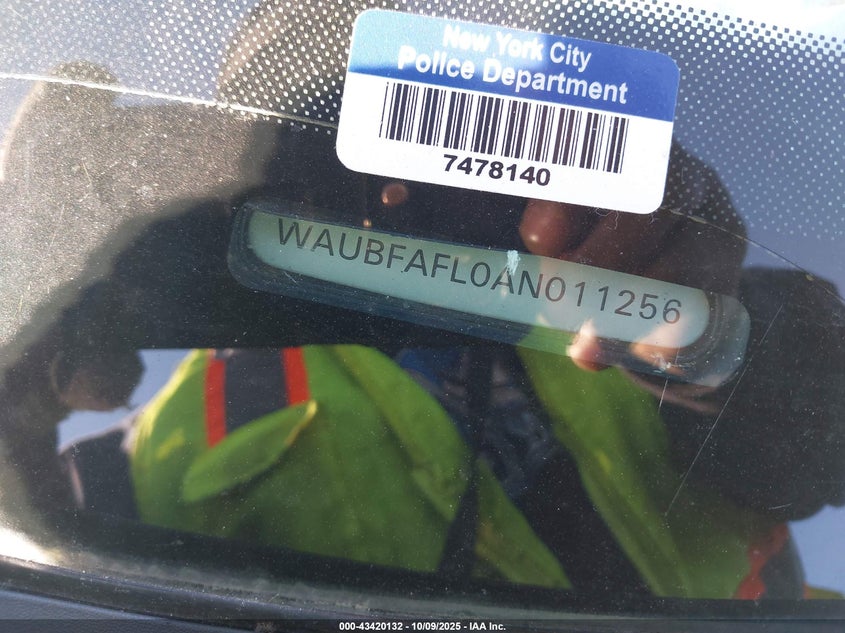 New York City
Police Department
7478140
WAUBFAFL0AN011256
000-43420132 - 10/09/2025 - IAA Inc.